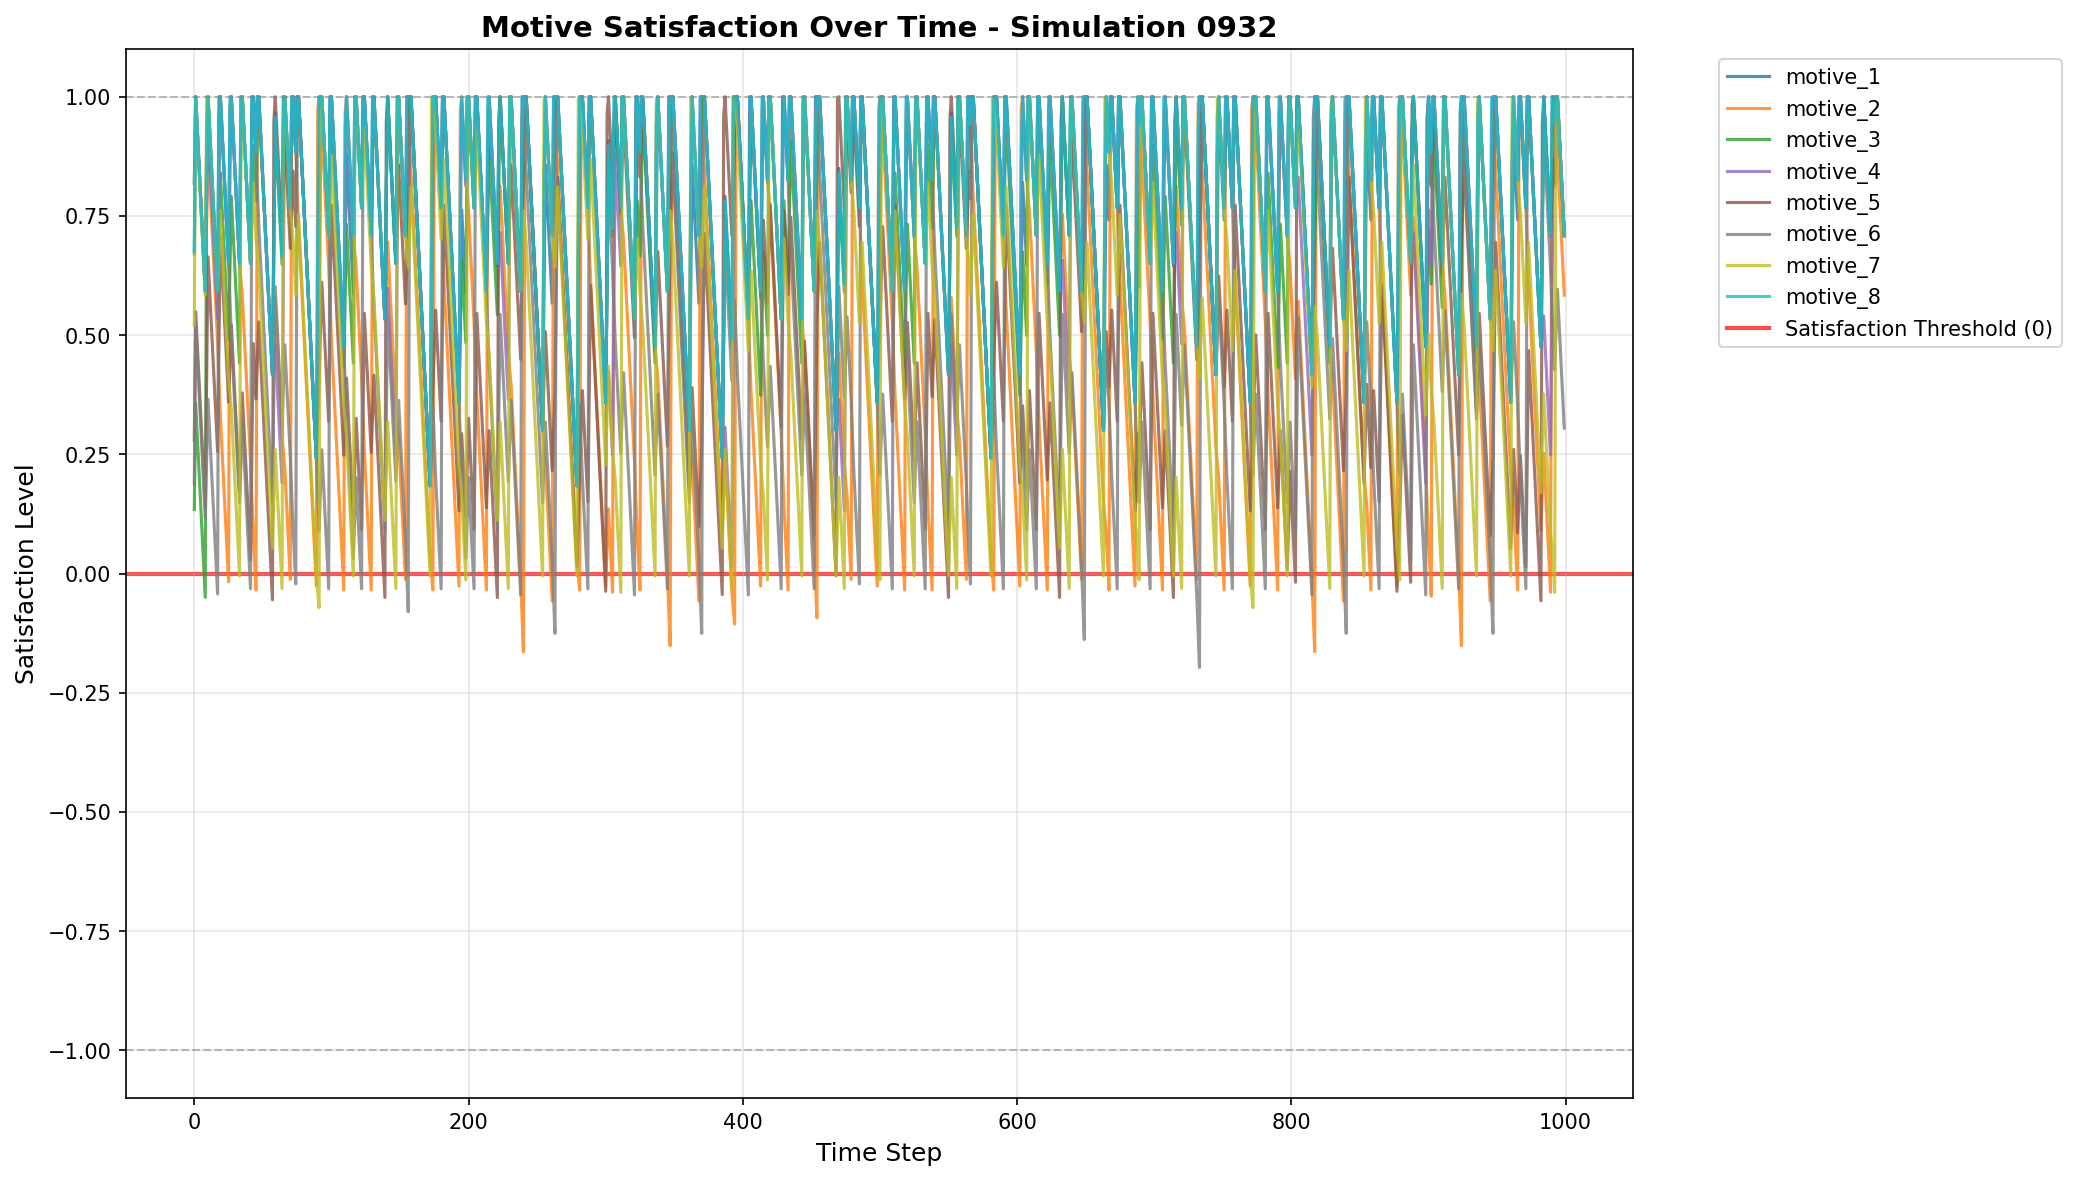 Motive Satisfaction Over Time - Simulation 0932
motive_1
motive_2
motive_3
motive_4
motive_5
motive_6
motive_7
motive_8
Satisfaction Threshold (0)
Satisfaction Level
1.00
0.75
0.50
0.25
0.00
−0.25
−0.50
−0.75
−1.00
0 200 400 600 800 1000
Time Step